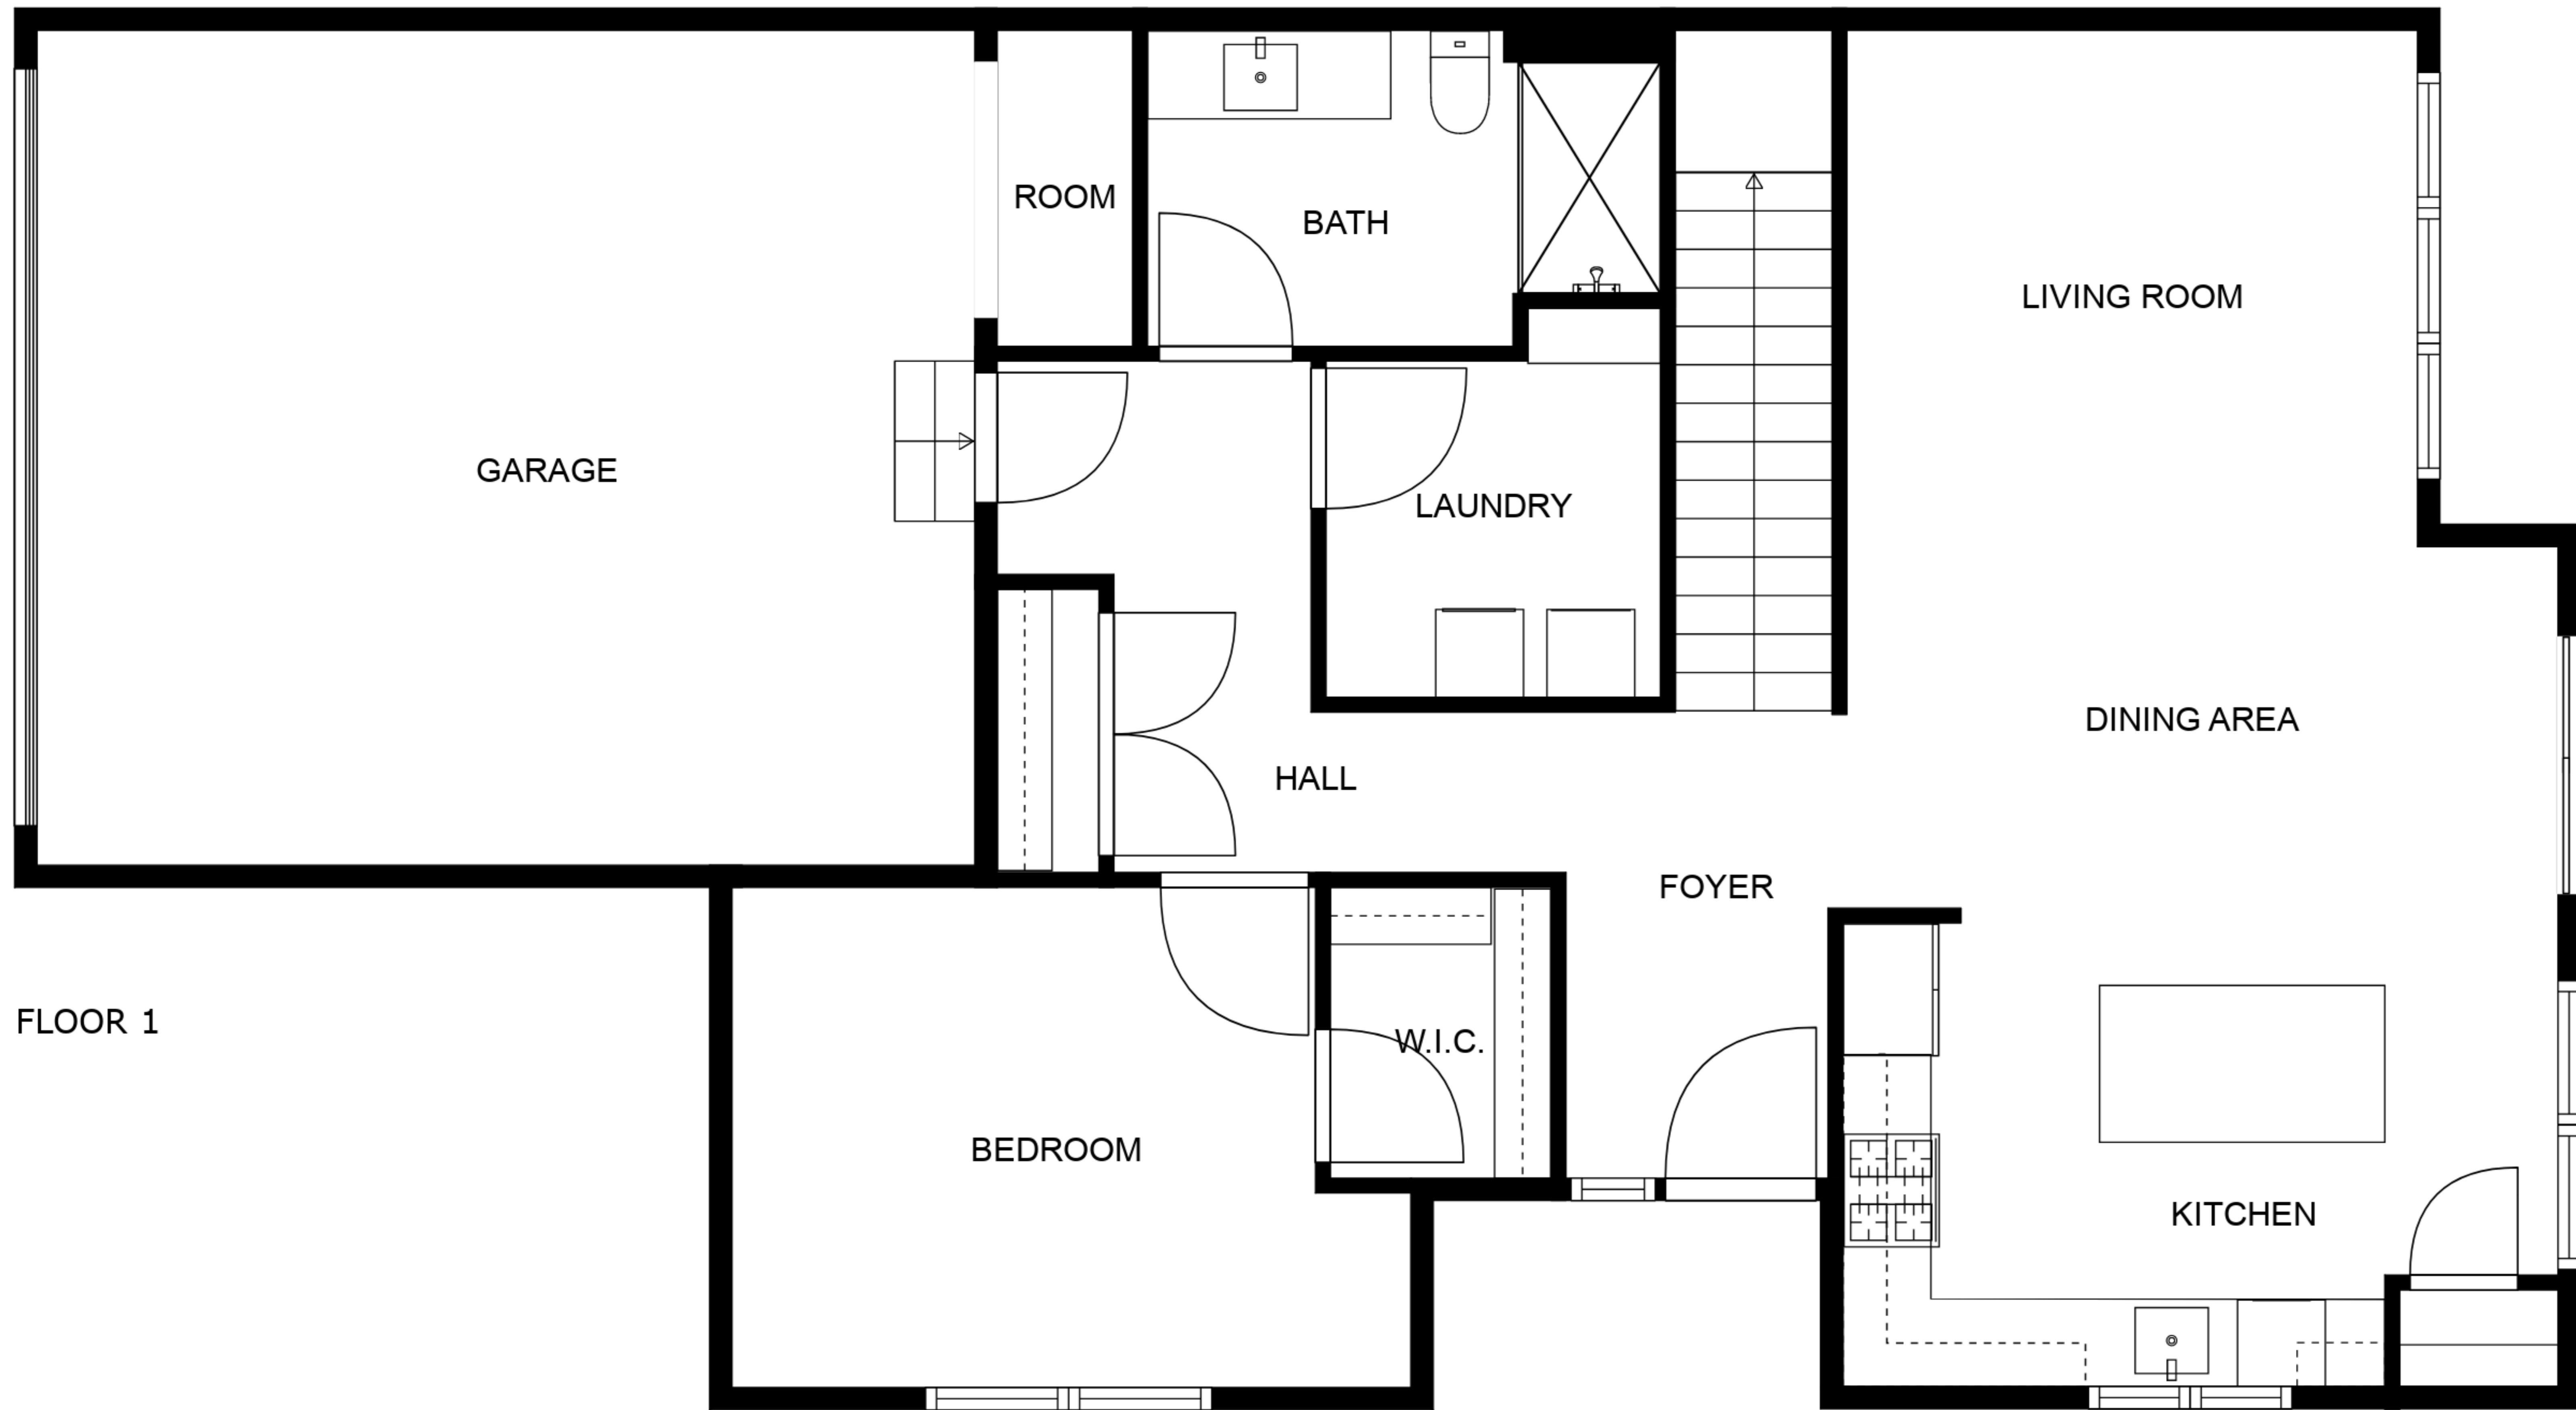 ROOM
BATH
LIVING ROOM
GARAGE
LAUNDRY
DINING AREA
HALL
FOYER
FLOOR 1
W.I.C.
BEDROOM
KITCHEN